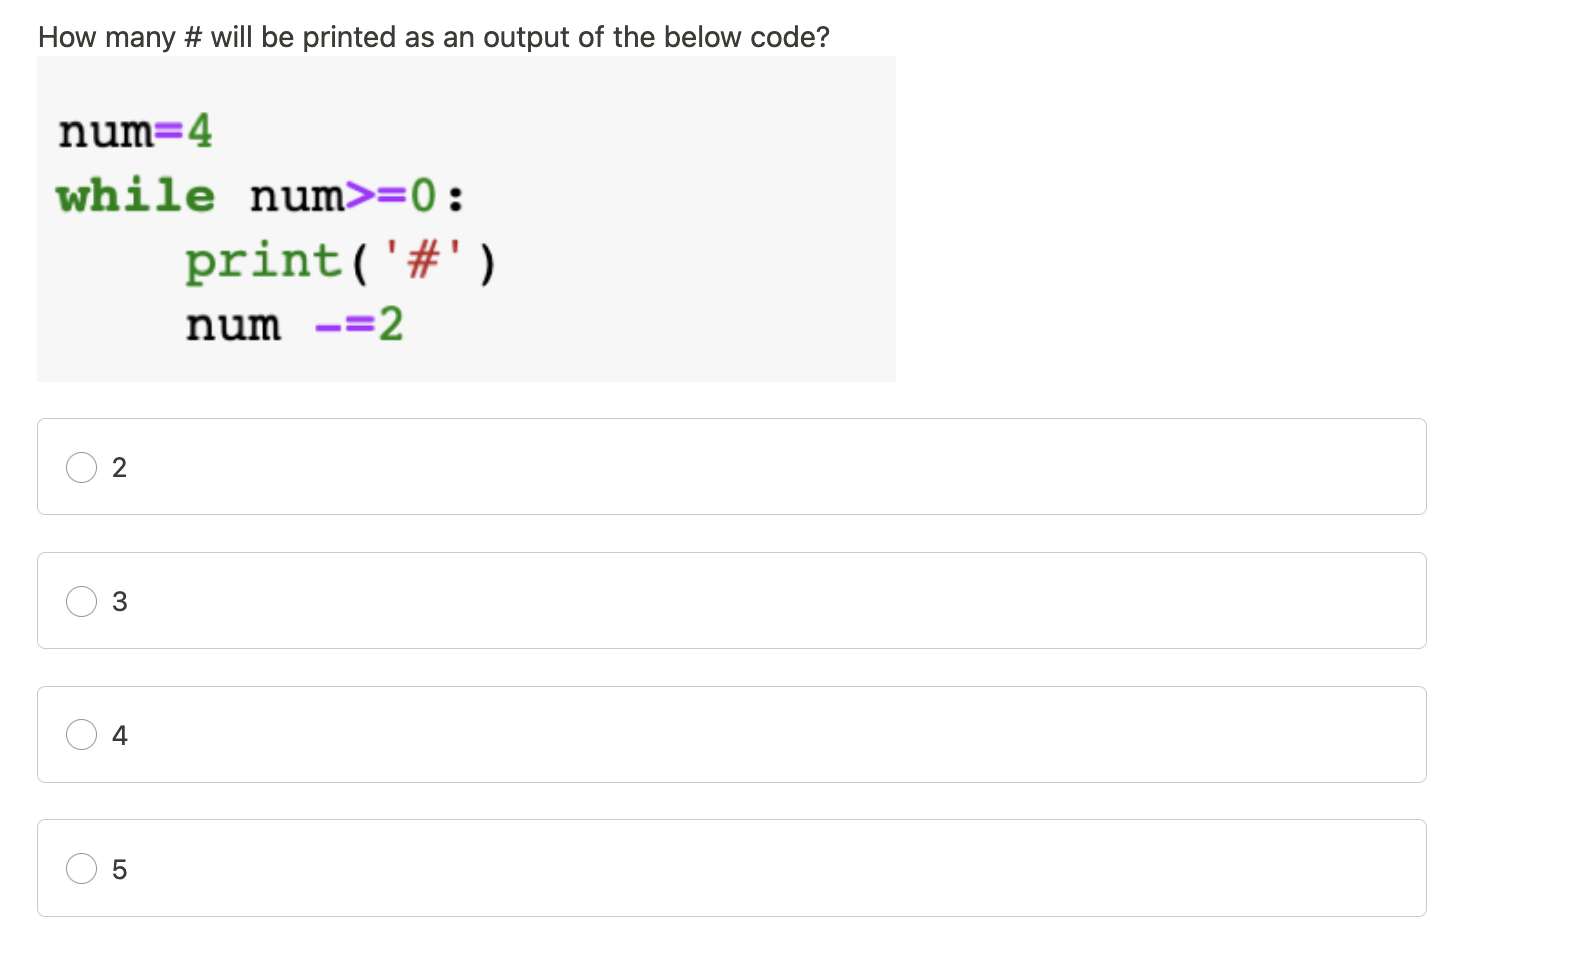 How many # will be printed as an output of the below code?
num=4
while num>=0:
    print('#')
    num -=2
2
3
4
5